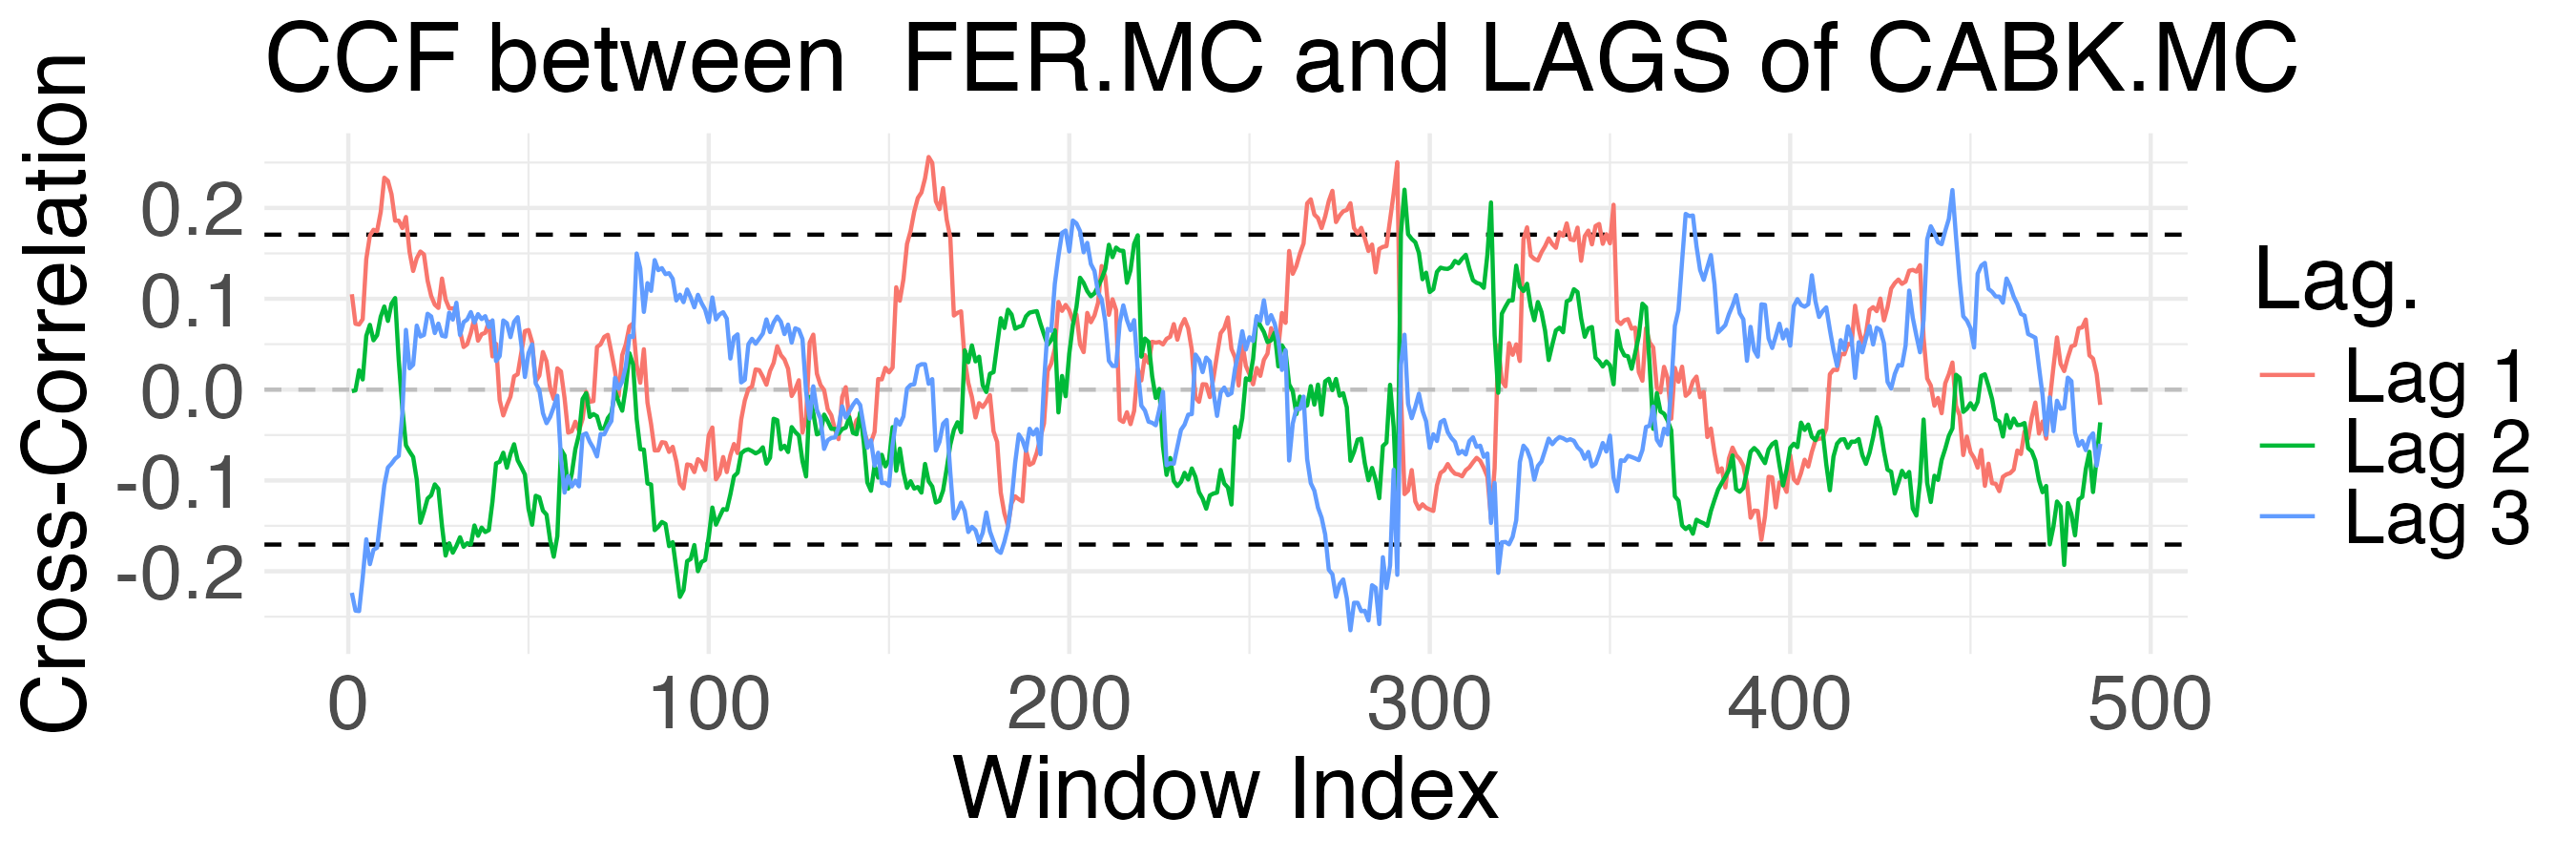 CCF between  FER.MC and LAGS of CABK.MC
Cross-Correlation
0.2
0.1
0.0
-0.1
-0.2
0 100 200 300 400 500
Window Index
Lag.
Lag 1
Lag 2
Lag 3